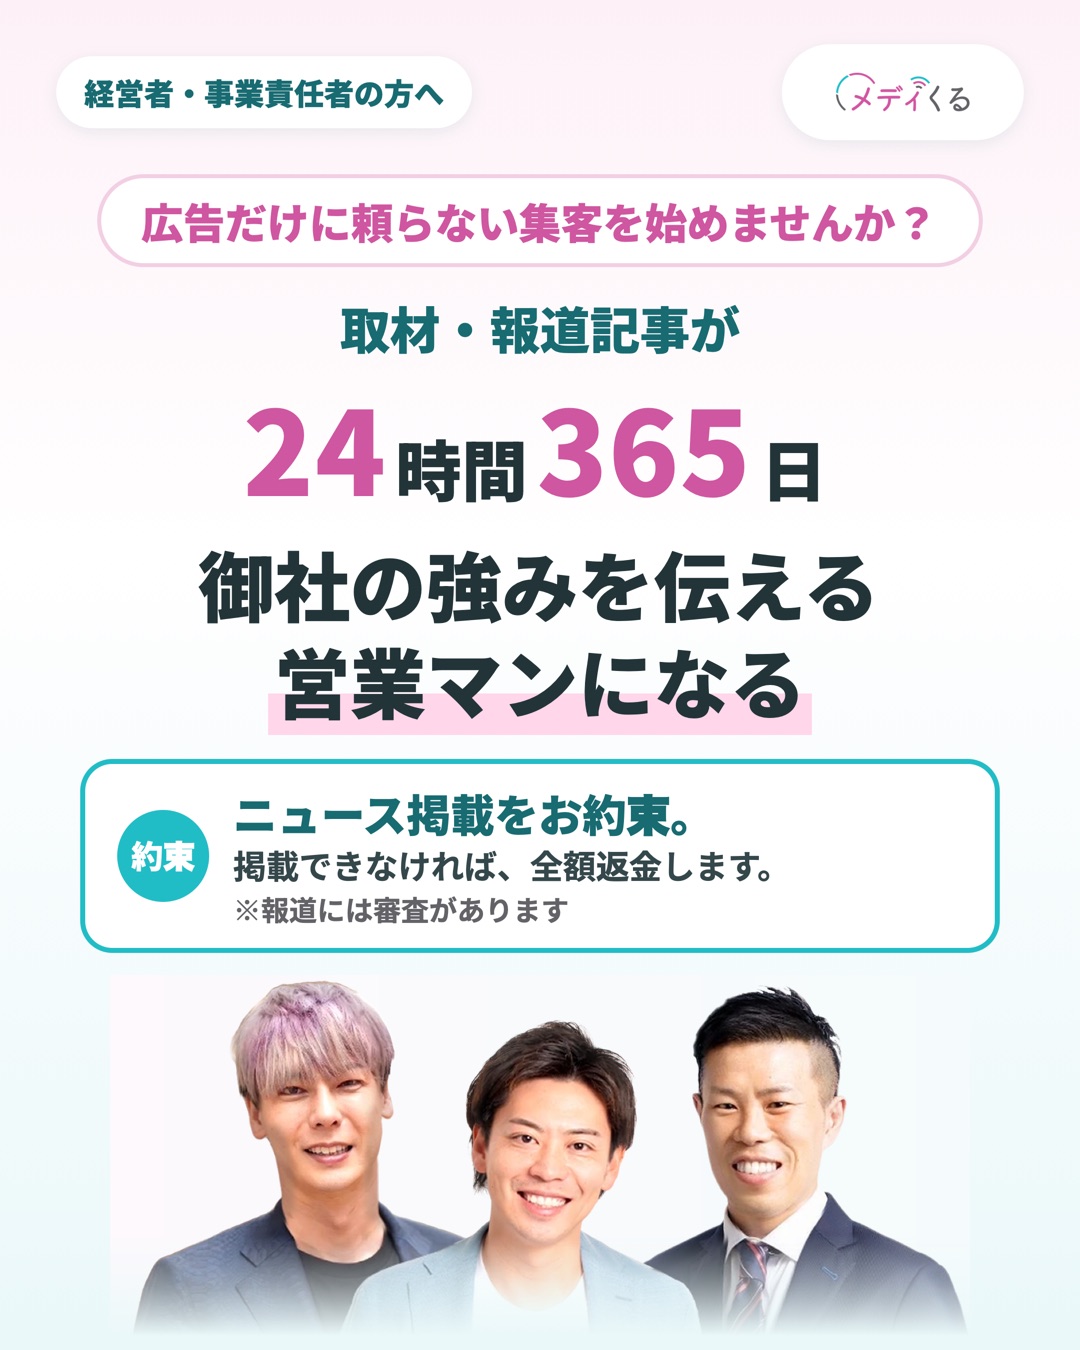 経営者・事業責任者の方へ
メディくる
広告だけに頼らない集客を始めませんか？
取材・報道記事が
24時間365日
御社の強みを伝える
営業マンになる
約束
ニュース掲載をお約束。
掲載できなければ、全額返金します。
※報道には審査があります